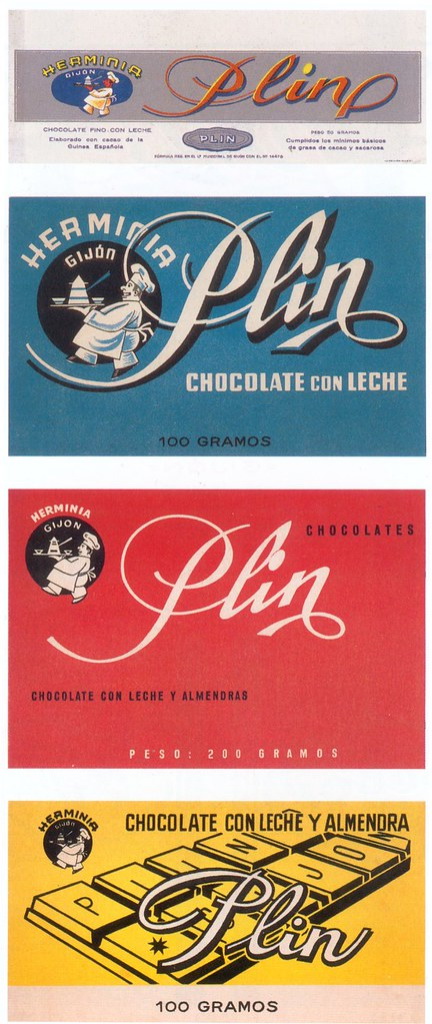 HERMINIA
GIJON
Plin
CHOCOLATE FINO CON LECHE
Elaborado con cacao de la
Guinea Española
PLIN
PESO 50 GRAMOS
Cumplidos los mínimos básicos
de grasa de cacao y sacarosa
HERMINIA
GIJÓN
Plin
CHOCOLATE CON LECHE
100 GRAMOS
HERMINIA
GIJON
CHOCOLATES
Plin
CHOCOLATE CON LECHE Y ALMENDRAS
PESO: 200 GRAMOS
HERMINIA
GIJON
CHOCOLATE CON LECHE Y ALMENDRA
Plin
100 GRAMOS